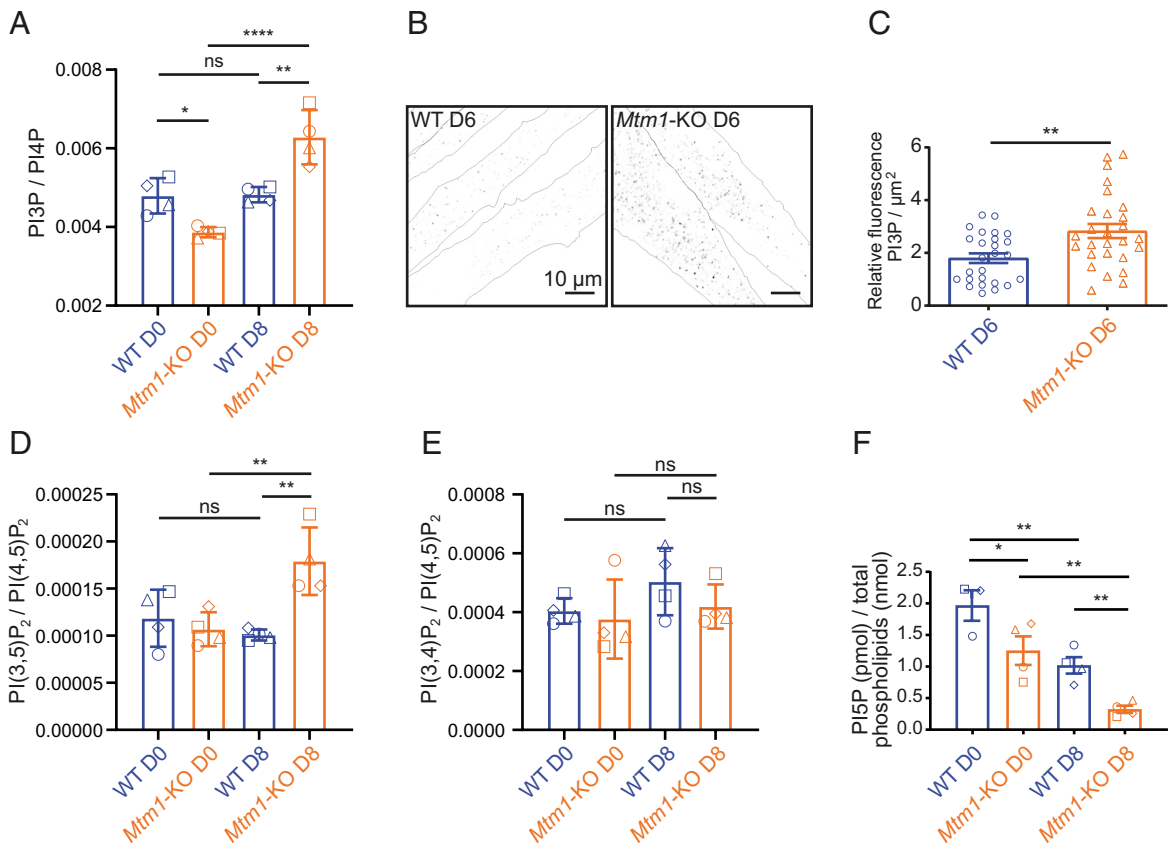 A
PI3P / PI4P
0.008
0.006
0.004
0.002
****
ns
**
*
WT D0
Mtm1-KO D0
WT D8
Mtm1-KO D8
B
WT D6
Mtm1-KO D6
10 µm
C
Relative fluorescence
PI3P / µm²
6
4
2
0
**
WT D6
Mtm1-KO D6
D
PI(3,5)P₂ / PI(4,5)P₂
0.00025
0.00020
0.00015
0.00010
0.00005
0.00000
**
**
ns
WT D0
Mtm1-KO D0
WT D8
Mtm1-KO D8
E
PI(3,4)P₂ / PI(4,5)P₂
0.0008
0.0006
0.0004
0.0002
0.0000
ns
ns
ns
WT D0
Mtm1-KO D0
WT D8
Mtm1-KO D8
F
PI5P (pmol) / total
phospholipids (nmol)
2.5
2.0
1.5
1.0
0.5
0.0
**
*
**
**
WT D0
Mtm1-KO D0
WT D8
Mtm1-KO D8